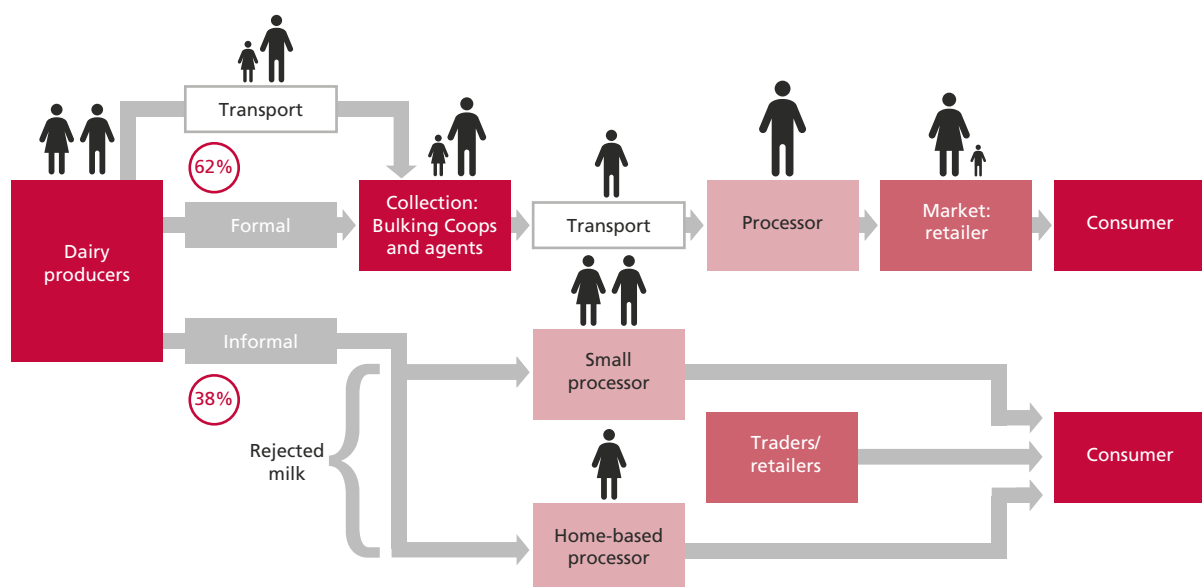 Transport
62%
Formal
Dairy
producers
Collection:
Bulking Coops
and agents
Transport
Processor
Market:
retailer
Consumer
Informal
38%
Rejected
milk
Small
processor
Traders/
retailers
Home-based
processor
Consumer